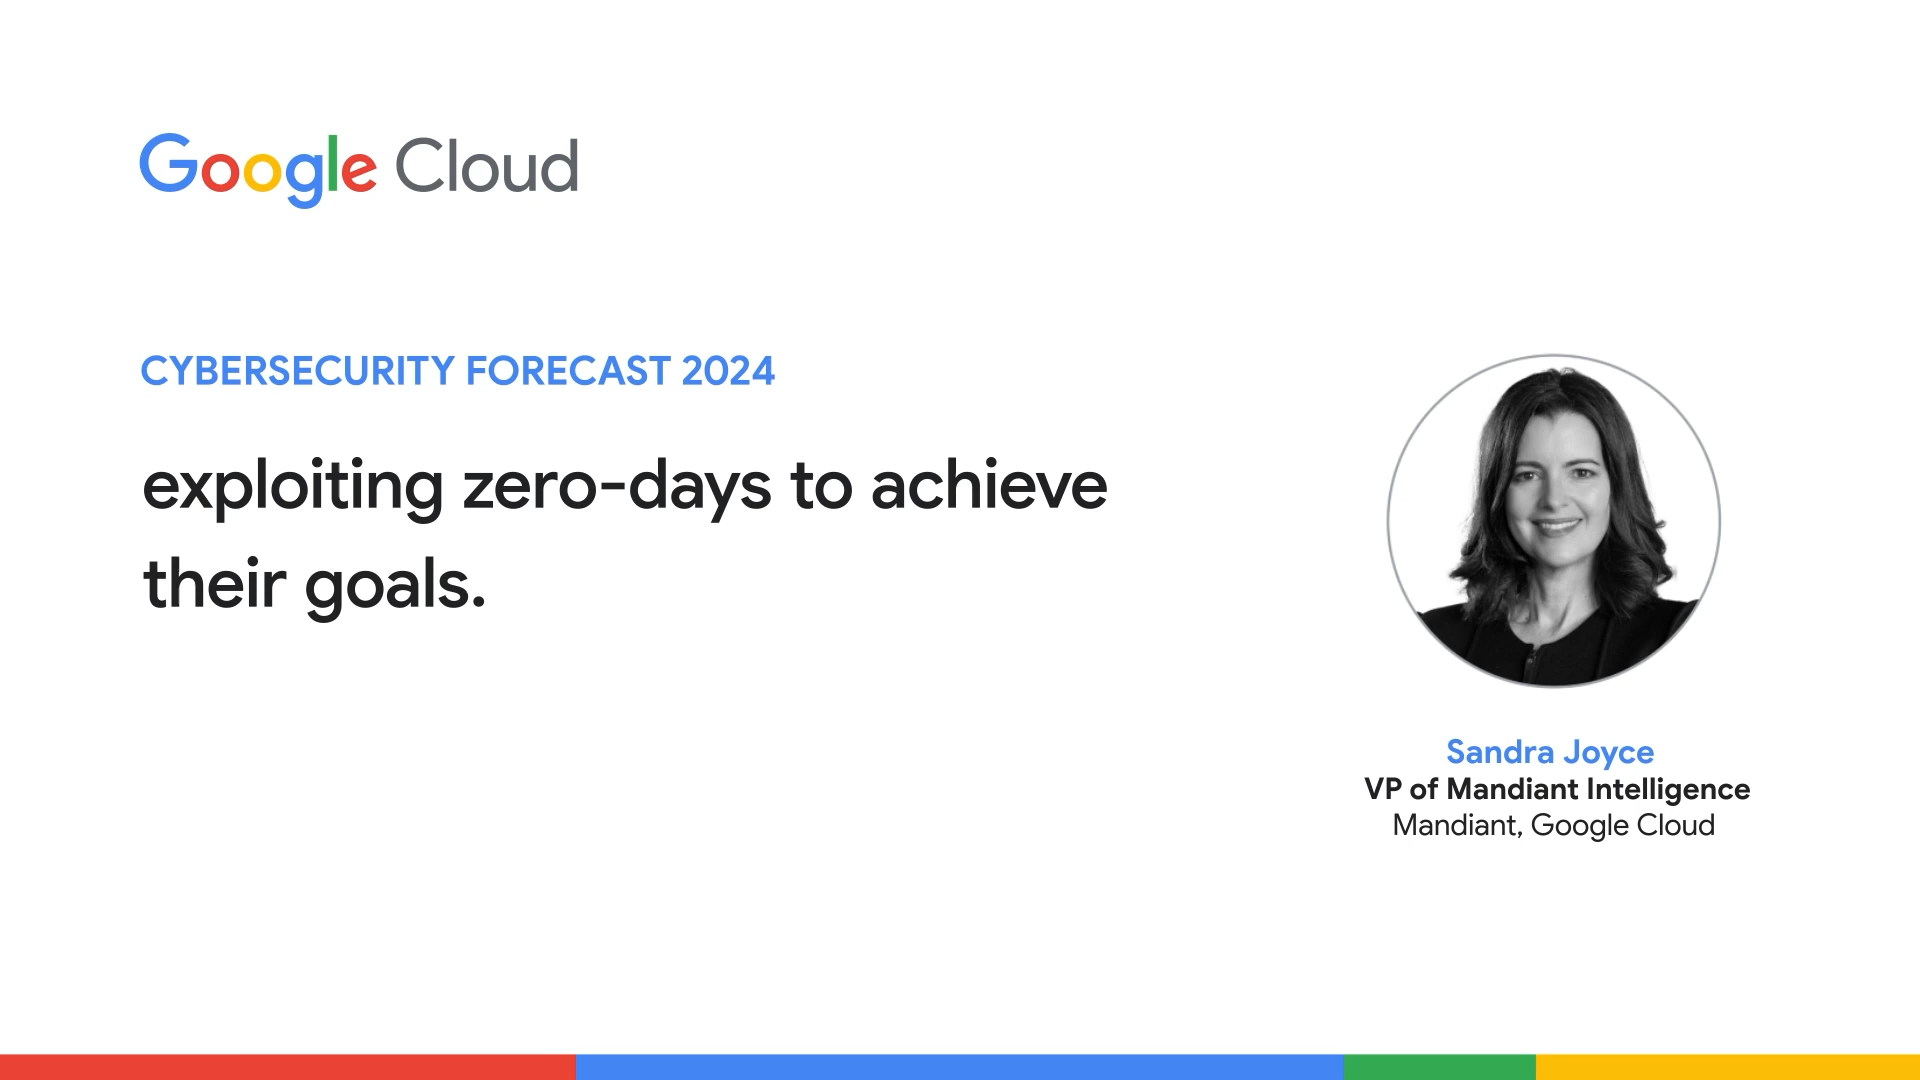 Google Cloud
CYBERSECURITY FORECAST 2024
exploiting zero-days to achieve
their goals.
Sandra Joyce
VP of Mandiant Intelligence
Mandiant, Google Cloud